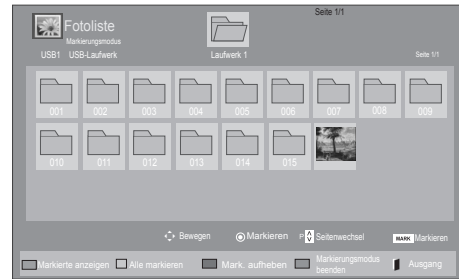 Seite 1/1
Fotoliste
Markierungsmodus
USB1 USB-Laufwerk
Laufwerk 1
Seite 1/1
001 002 003 004 005 006 007 008 009
010 011 012 013 014 015
Bewegen
Markieren
P Seitenwechsel
MARK Markieren
Markierte anzeigen
Alle markieren
Mark. aufheben
Markierungsmodus
beenden
Ausgang